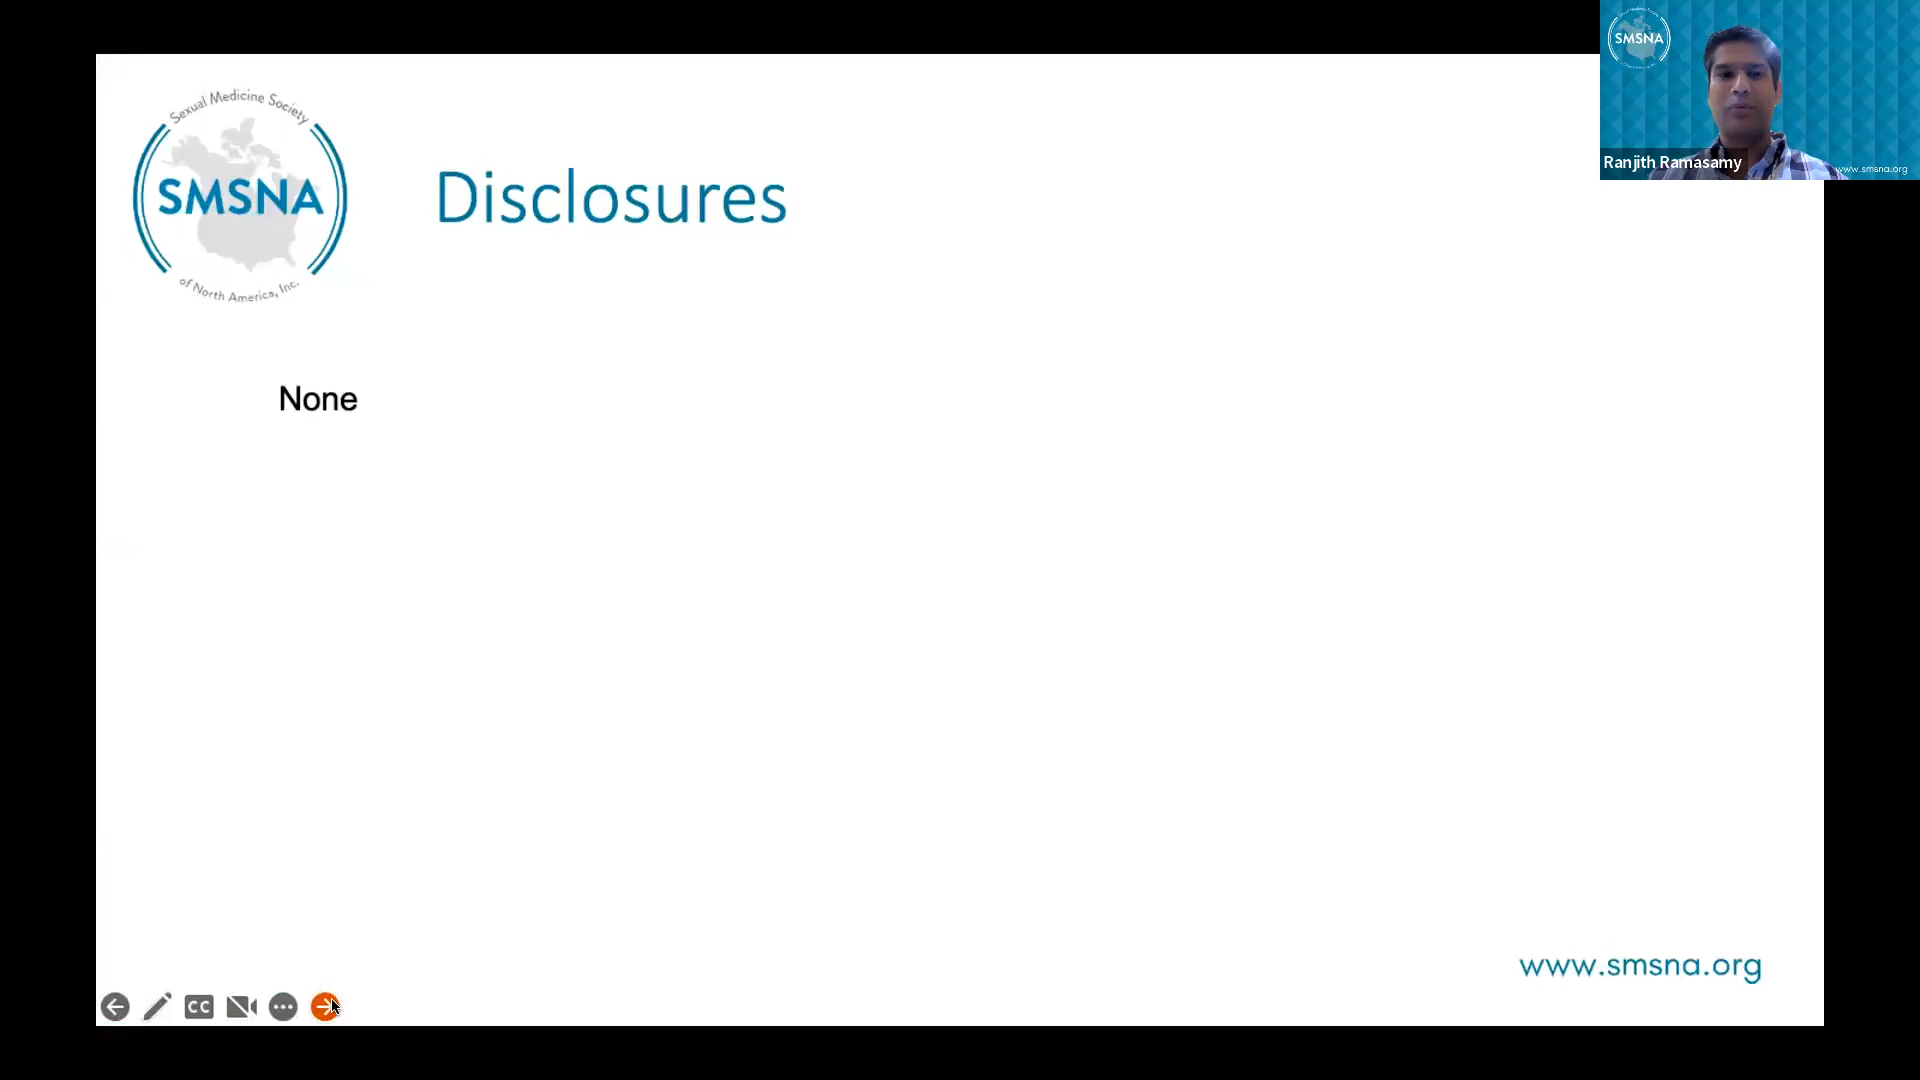 Sexual Medicine Society
SMSNA
of North America, Inc.
Disclosures
None
www.smsna.org
CC
SMSNA
Ranjith Ramasamy
www.smsna.org